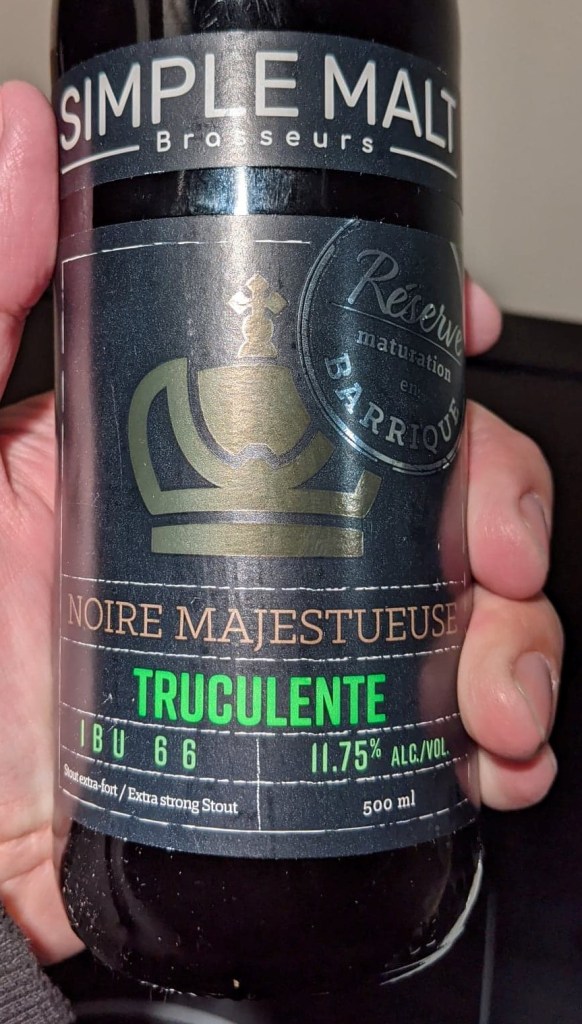 SIMPLE MALT
Brasseurs
Réserve
maturation
en
BARRIQUE
NOIRE MAJESTUEUSE
TRUCULENTE
IBU 66
11.75% ALC./VOL.
Stout extra-fort / Extra strong Stout
500 ml